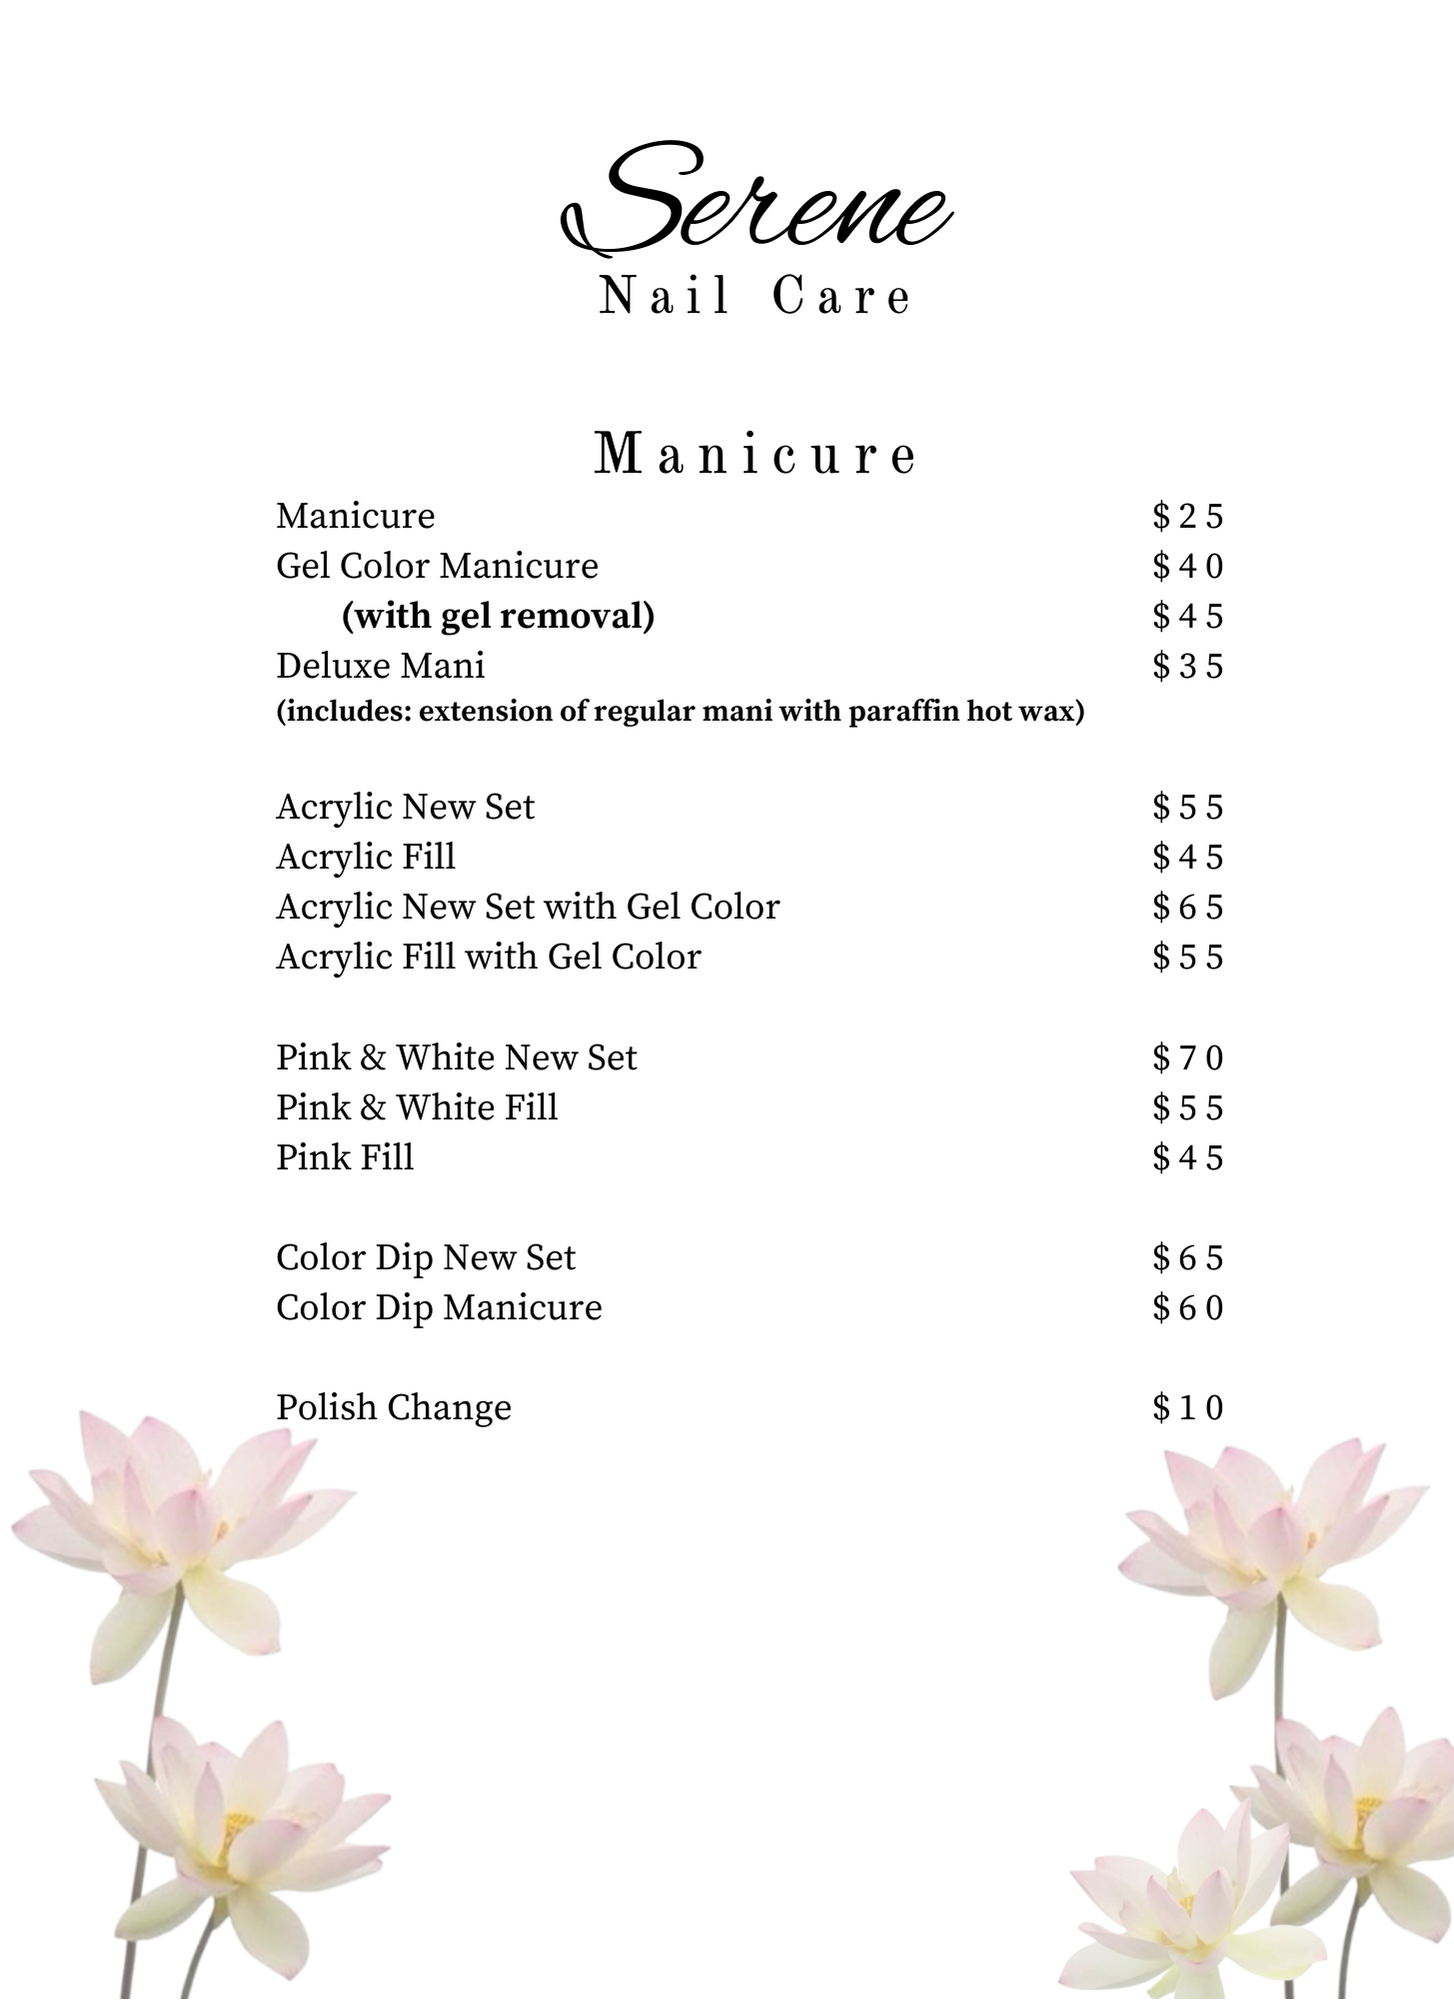 Serene
Nail Care
Manicure
Manicure $25
Gel Color Manicure $40
(with gel removal) $45
Deluxe Mani $35
(includes: extension of regular mani with paraffin hot wax)
Acrylic New Set $55
Acrylic Fill $45
Acrylic New Set with Gel Color $65
Acrylic Fill with Gel Color $55
Pink & White New Set $70
Pink & White Fill $55
Pink Fill $45
Color Dip New Set $65
Color Dip Manicure $60
Polish Change $10